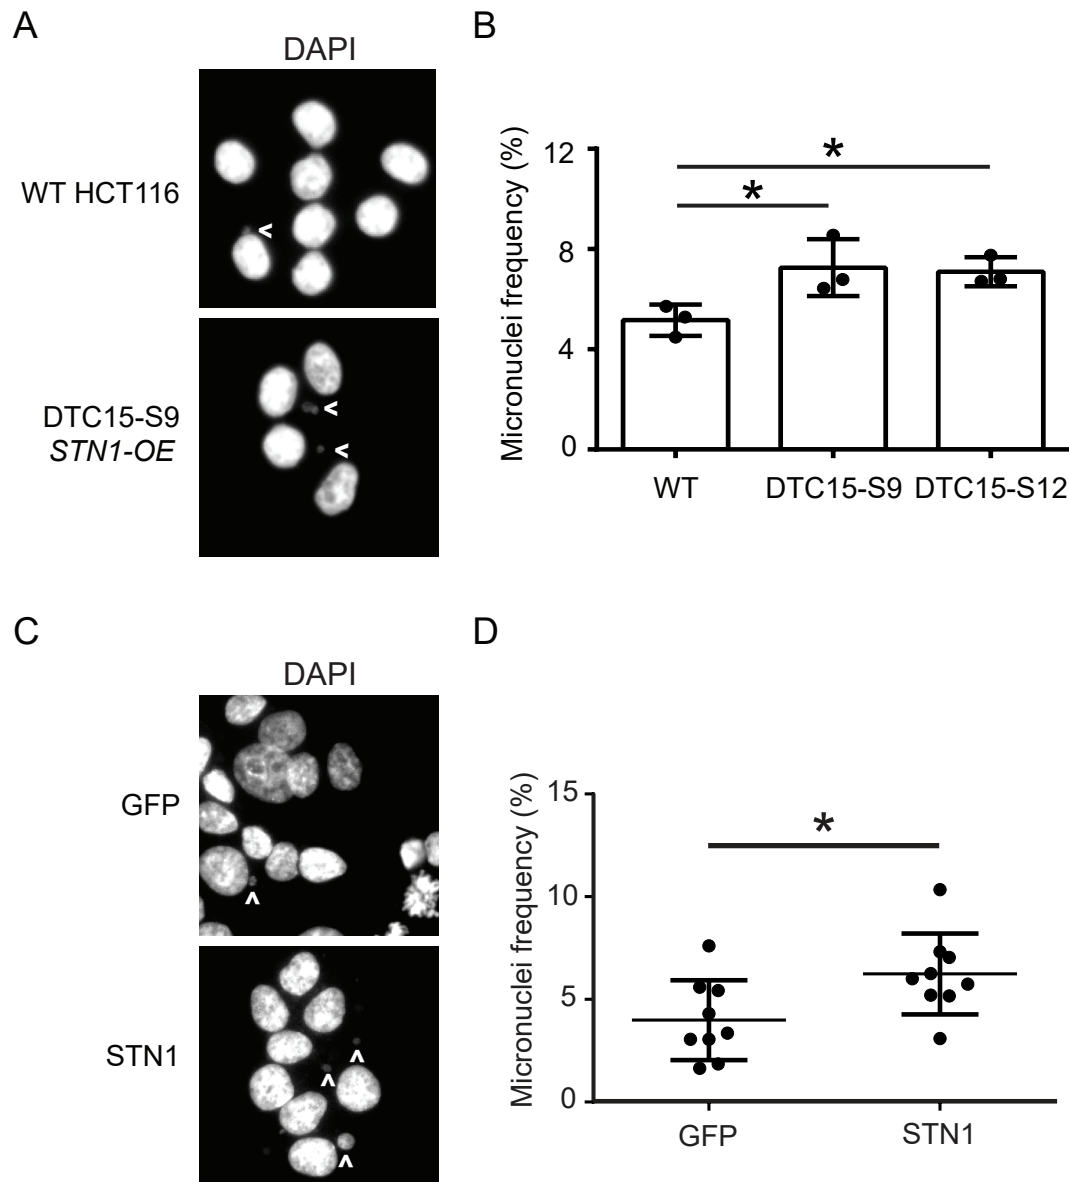 A
B
DAPI
WT HCT116
<
DTC15-S9
STN1-OE
<
<
Micronuclei frequency (%)
12
8
4
0
*
*
WT
DTC15-S9
DTC15-S12
C
D
DAPI
GFP
^
STN1
^
^
^
Micronuclei frequency (%)
15
10
5
0
*
GFP
STN1